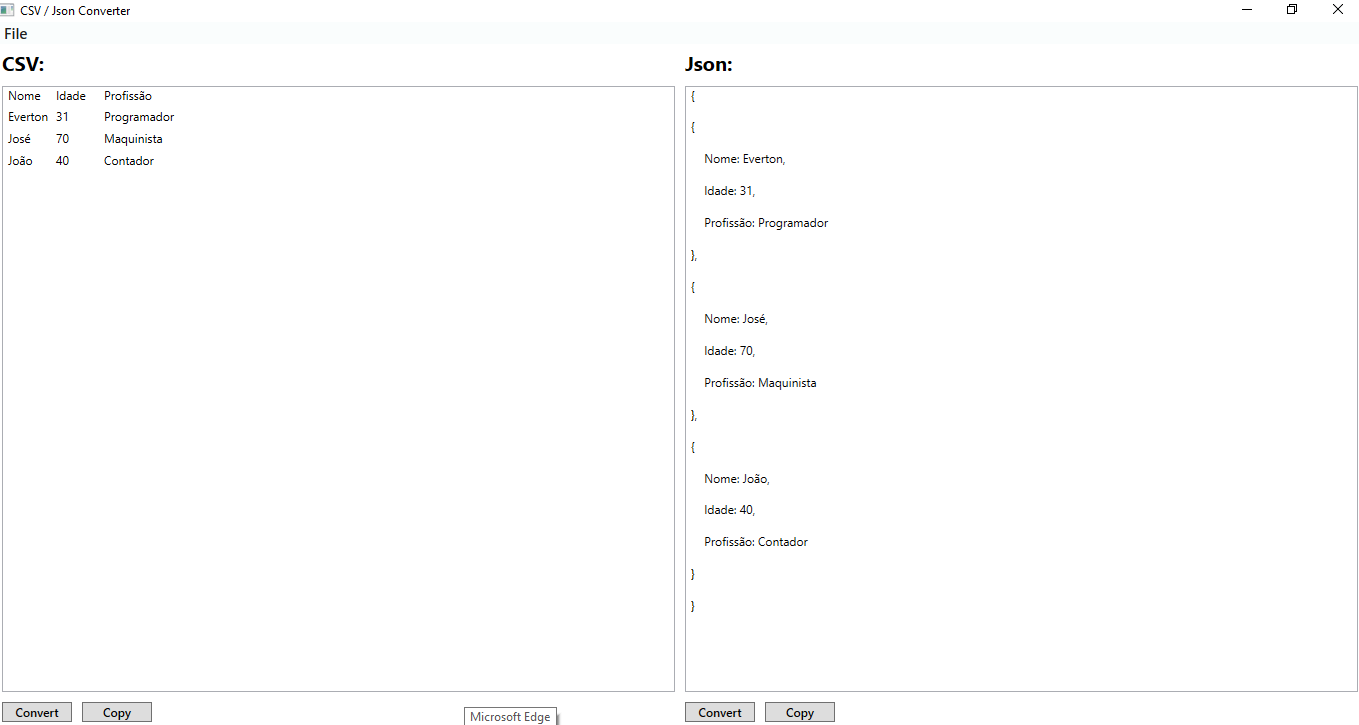 CSV / Json Converter
File
CSV:
Nome Idade Profissão
Everton 31 Programador
José 70 Maquinista
João 40 Contador
Convert Copy
Microsoft Edge
Json:
{
{
Nome: Everton,
Idade: 31,
Profissão: Programador
},
{
Nome: José,
Idade: 70,
Profissão: Maquinista
},
{
Nome: João,
Idade: 40,
Profissão: Contador
}
}
Convert Copy